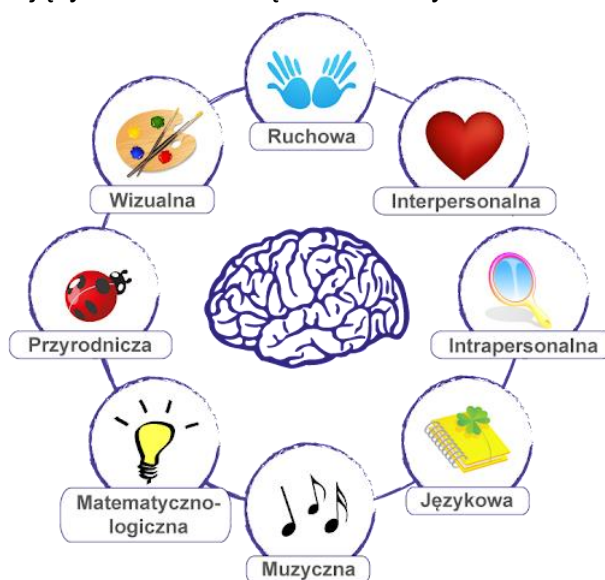 Ruchowa
Wizualna
Interpersonalna
Przyrodnicza
Intrapersonalna
Matematyczno-
logiczna
Językowa
Muzyczna